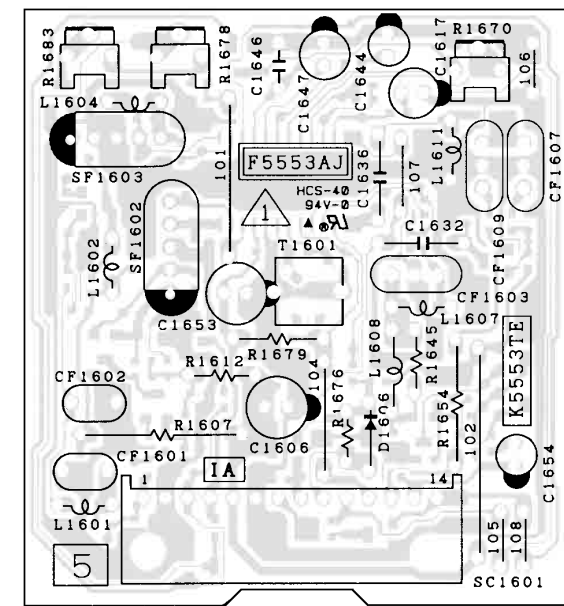 R1683
R1678
C1646
C1647
C1644
C1617
R1670
106
L1604
SF1603
101
F5553AJ
C1636
107
L1611
CF1607
HCS-40
94V-0
1
SF1602
L1602
T1601
C1632
CF1609
CF1603
L1607
C1653
R1679
R1612
L1608
R1645
K5553TE
CF1602
104
R1676
D1606
R1654
102
R1607
C1606
C1654
CF1601
IA
1
14
L1601
5
105
108
SC1601